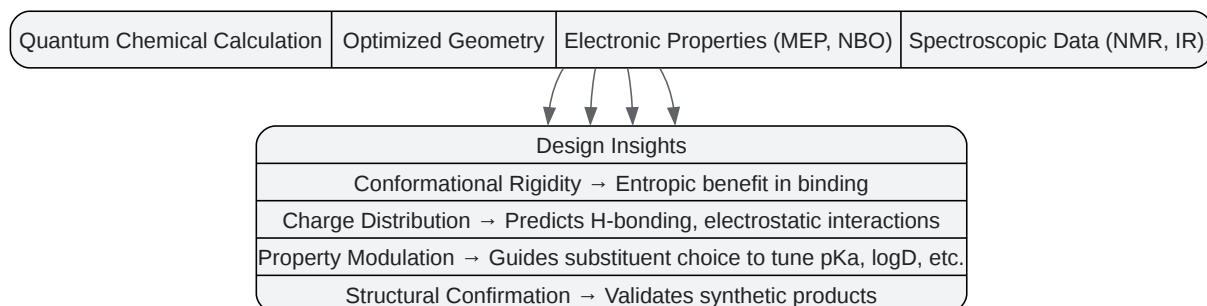 Quantum Chemical Calculation
Optimized Geometry
Electronic Properties (MEP, NBO)
Spectroscopic Data (NMR, IR)
Design Insights
Conformational Rigidity → Entropic benefit in binding
Charge Distribution → Predicts H-bonding, electrostatic interactions
Property Modulation → Guides substituent choice to tune pKa, logD, etc.
Structural Confirmation → Validates synthetic products